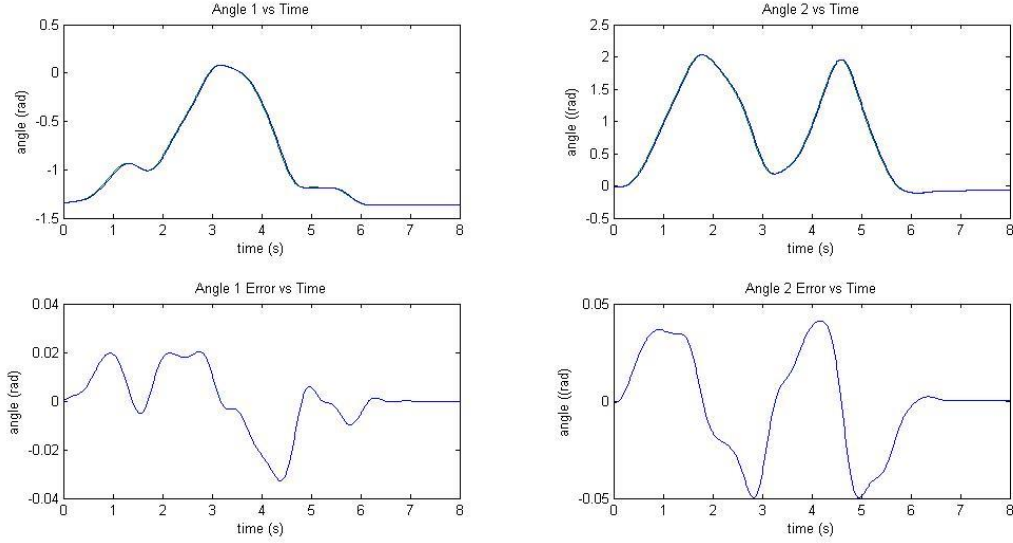 Angle 1 vs Time
0.5
0
-0.5
-1
-1.5
angle (rad)
0 1 2 3 4 5 6 7 8
time (s)
Angle 2 vs Time
2.5
2
1.5
1
0.5
0
-0.5
angle ((rad)
0 1 2 3 4 5 6 7 8
time (s)
Angle 1 Error vs Time
0.04
0.02
0
-0.02
-0.04
angle (rad)
0 1 2 3 4 5 6 7 8
time (s)
Angle 2 Error vs Time
0.05
0
-0.05
angle ((rad)
0 1 2 3 4 5 6 7 8
time (s)